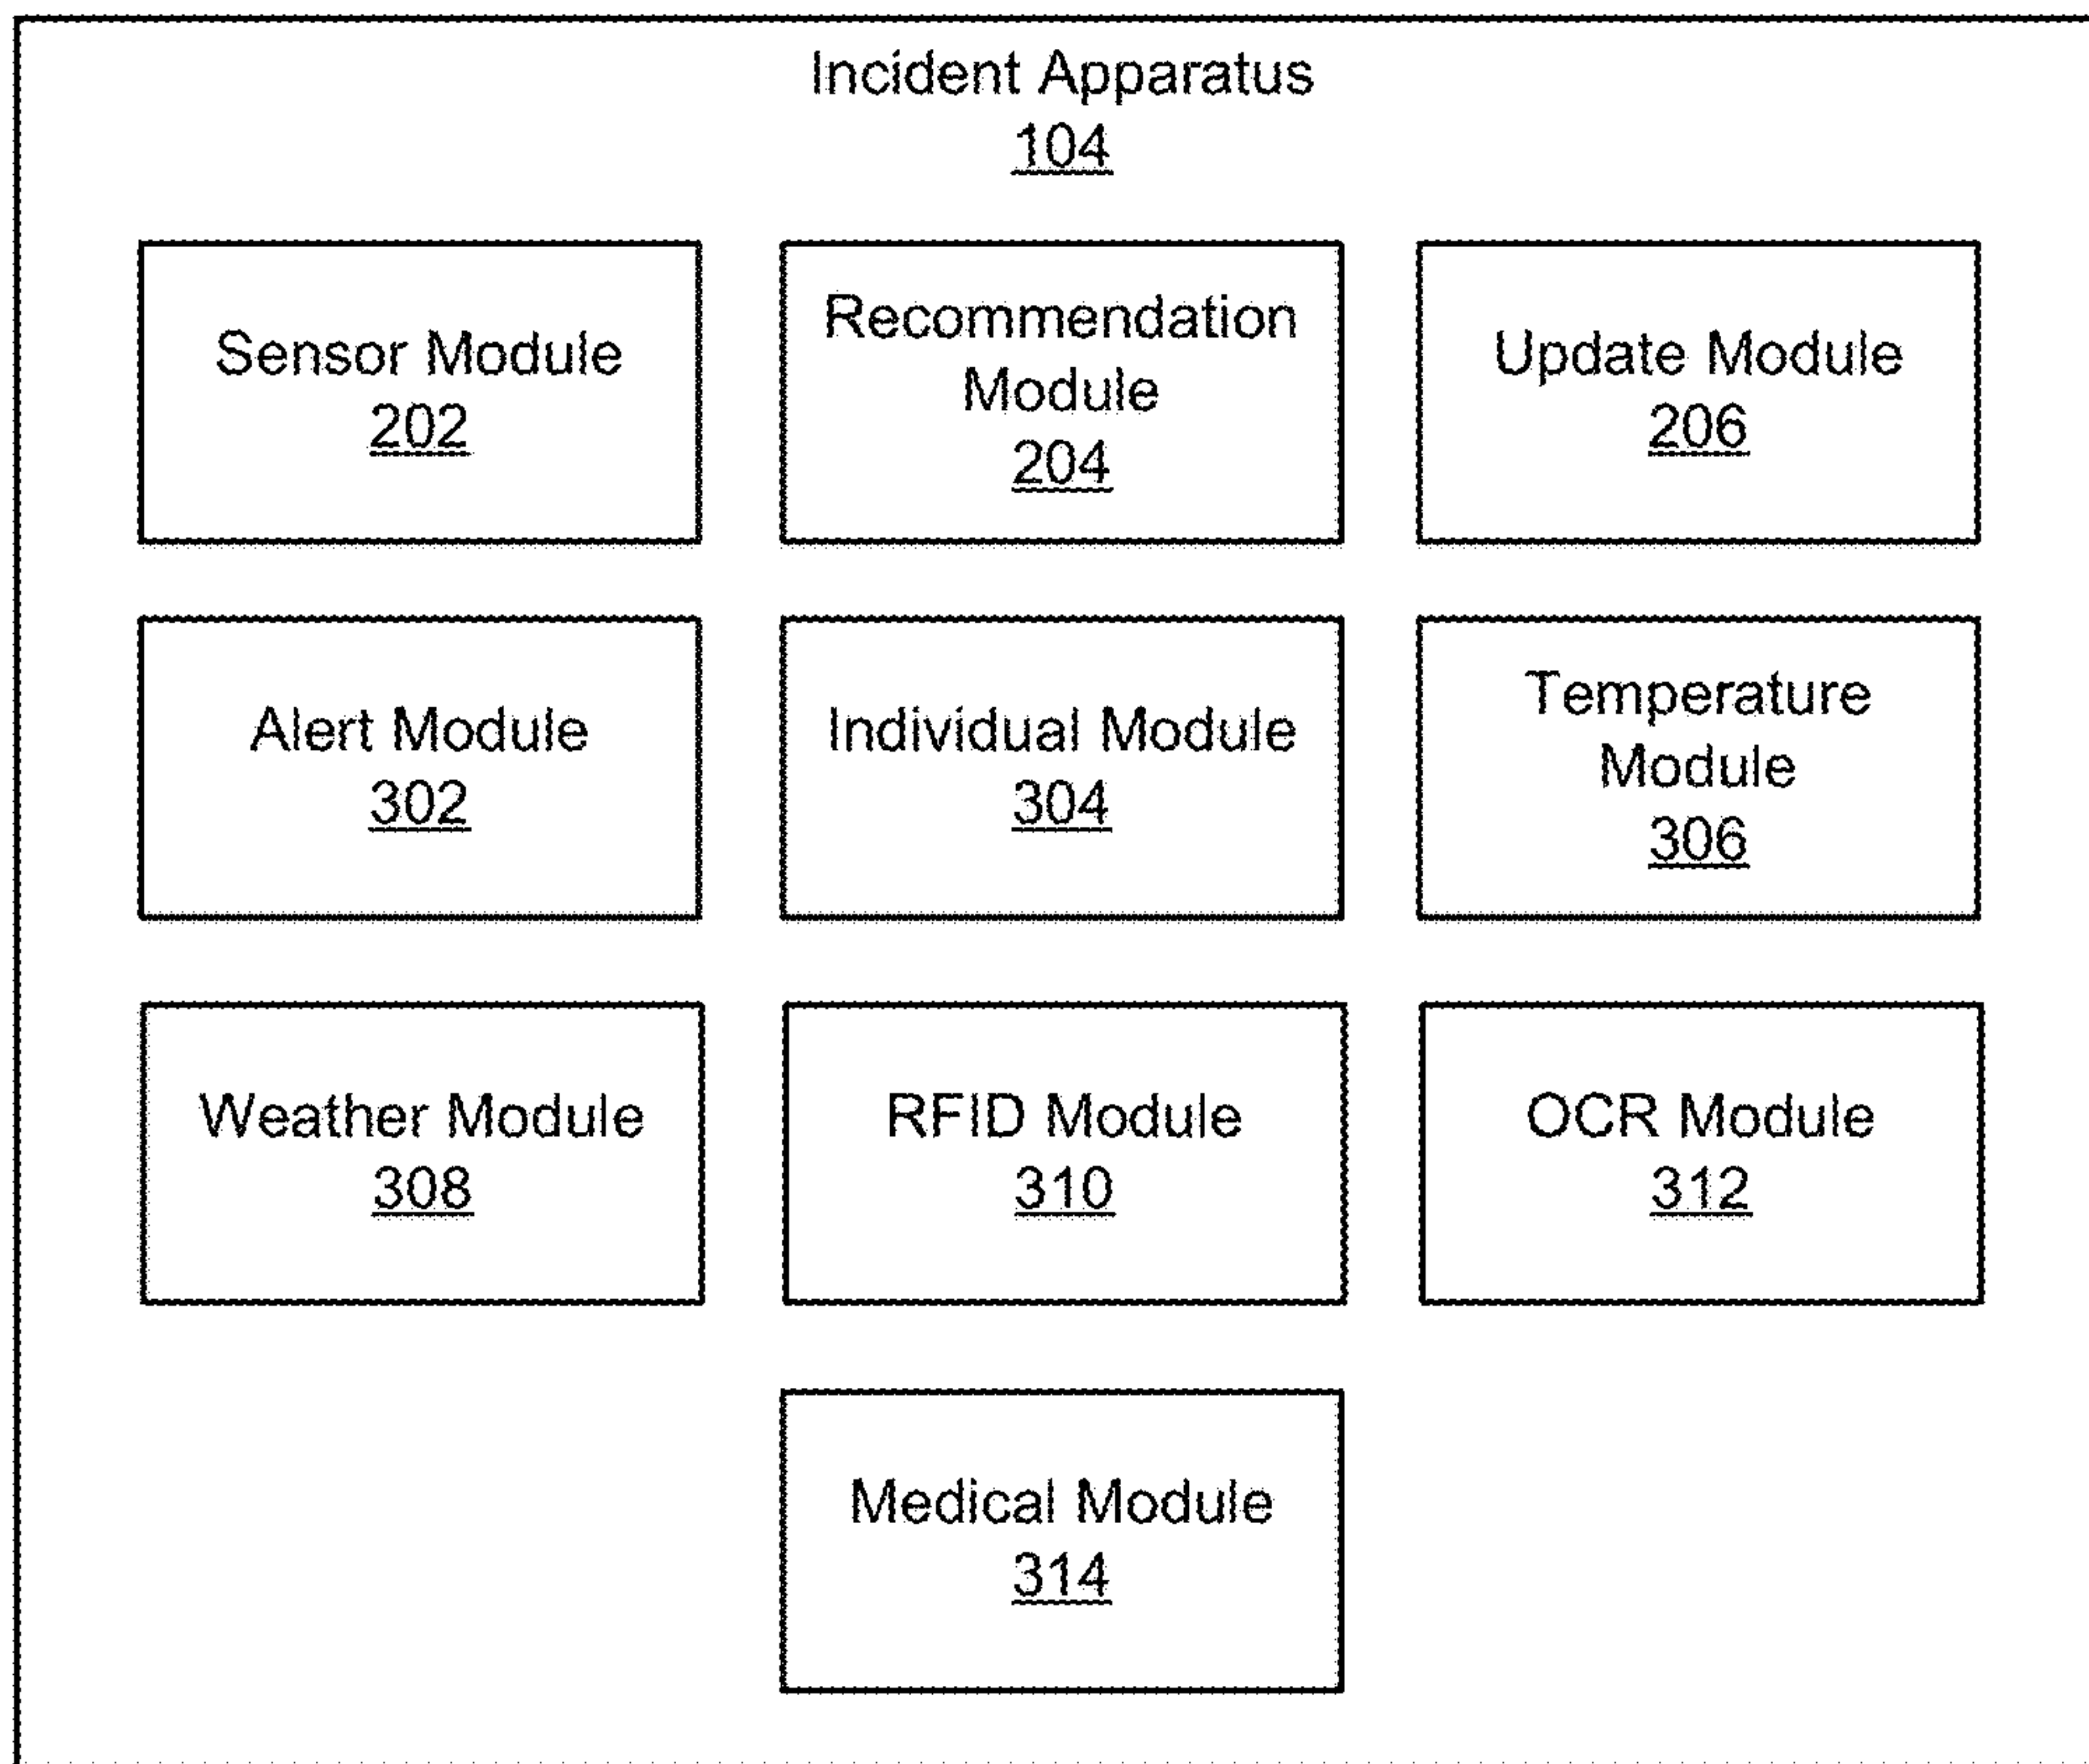 Incident Apparatus
104
Sensor Module
202
Recommendation
Module
204
Update Module
206
Alert Module
302
Individual Module
304
Temperature
Module
306
Weather Module
308
RFID Module
310
OCR Module
312
Medical Module
314